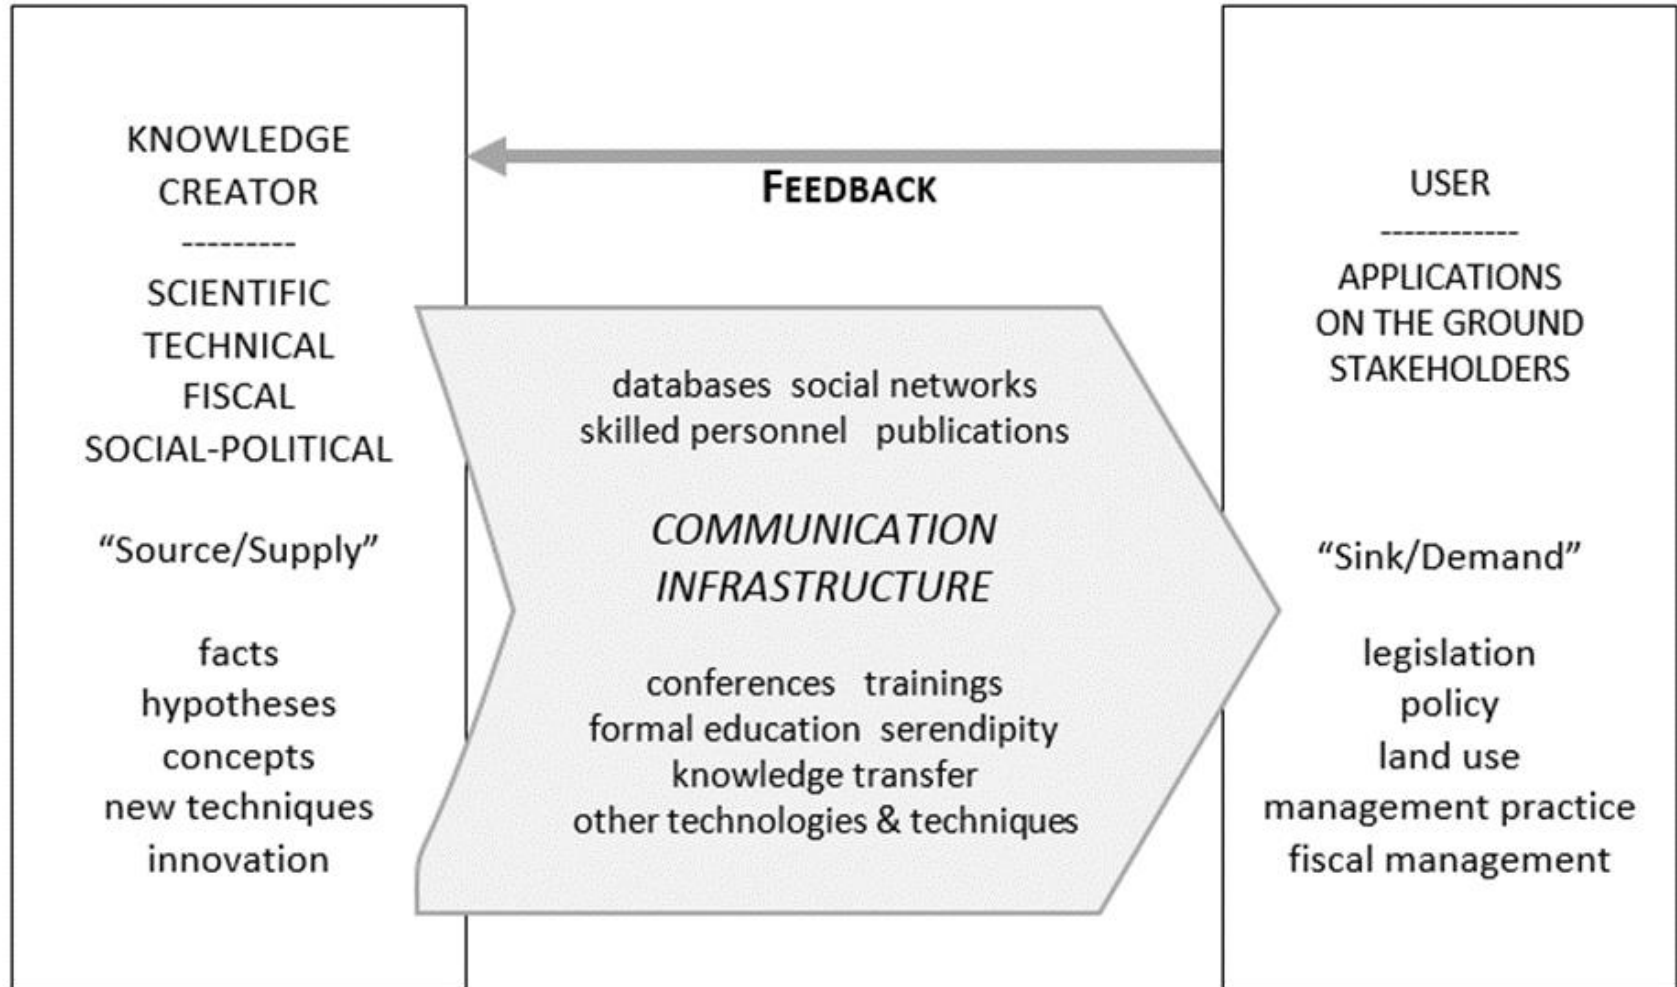 KNOWLEDGE
CREATOR
---------
SCIENTIFIC
TECHNICAL
FISCAL
SOCIAL-POLITICAL
“Source/Supply”
facts
hypotheses
concepts
new techniques
innovation
FEEDBACK
databases social networks
skilled personnel publications
COMMUNICATION
INFRASTRUCTURE
conferences trainings
formal education serendipity
knowledge transfer
other technologies & techniques
USER
------------
APPLICATIONS
ON THE GROUND
STAKEHOLDERS
“Sink/Demand”
legislation
policy
land use
management practice
fiscal management